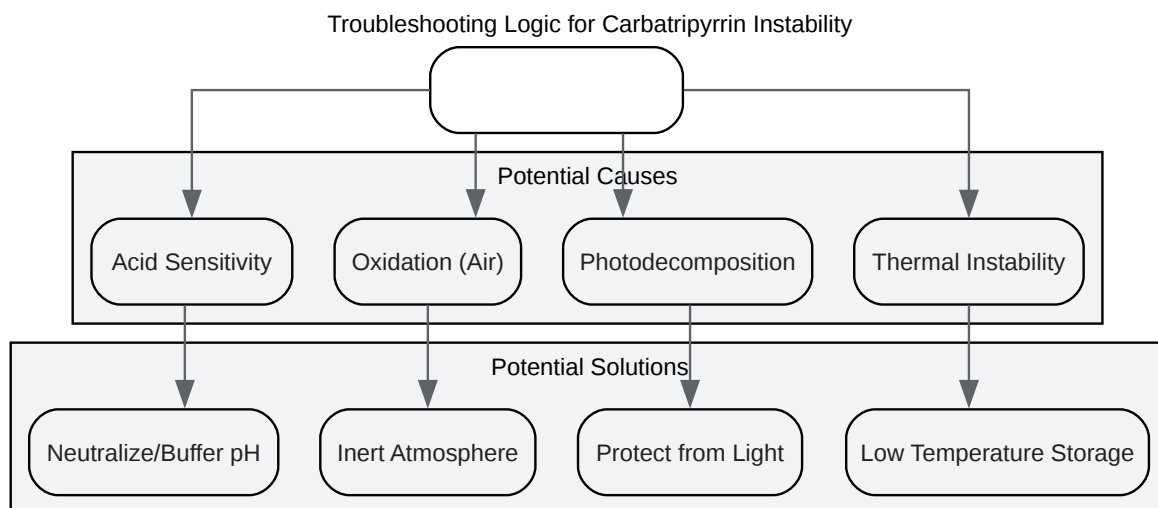 Troubleshooting Logic for Carbatripyrrin Instability
Potential Causes
Acid Sensitivity
Oxidation (Air)
Photodecomposition
Thermal Instability
Potential Solutions
Neutralize/Buffer pH
Inert Atmosphere
Protect from Light
Low Temperature Storage